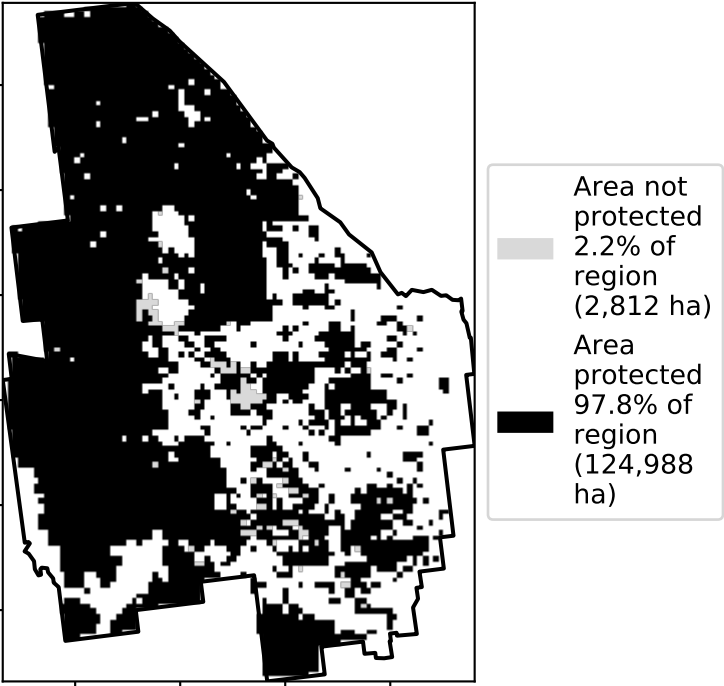 Area not
protected
2.2% of
region
(2,812 ha)
Area
protected
97.8% of
region
(124,988
ha)